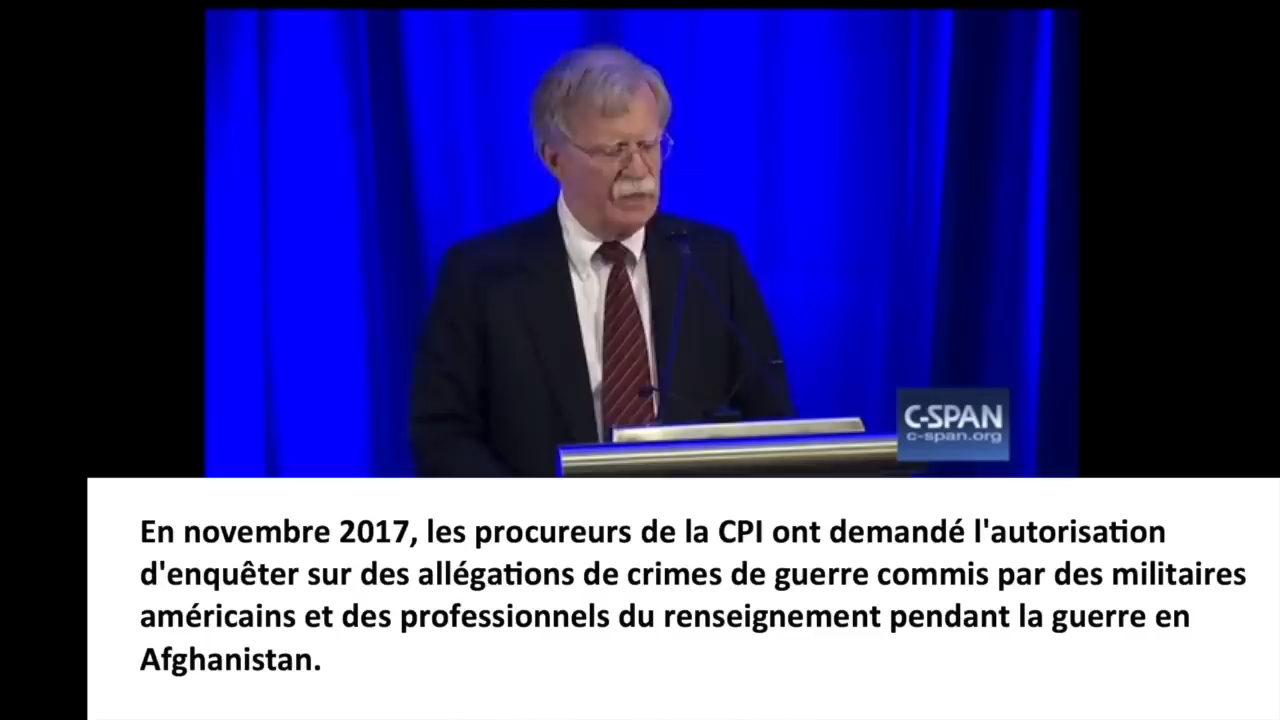 C-SPAN
c-span.org
En novembre 2017, les procureurs de la CPI ont demandé l'autorisation
d'enquêter sur des allégations de crimes de guerre commis par des militaires
américains et des professionnels du renseignement pendant la guerre en
Afghanistan.